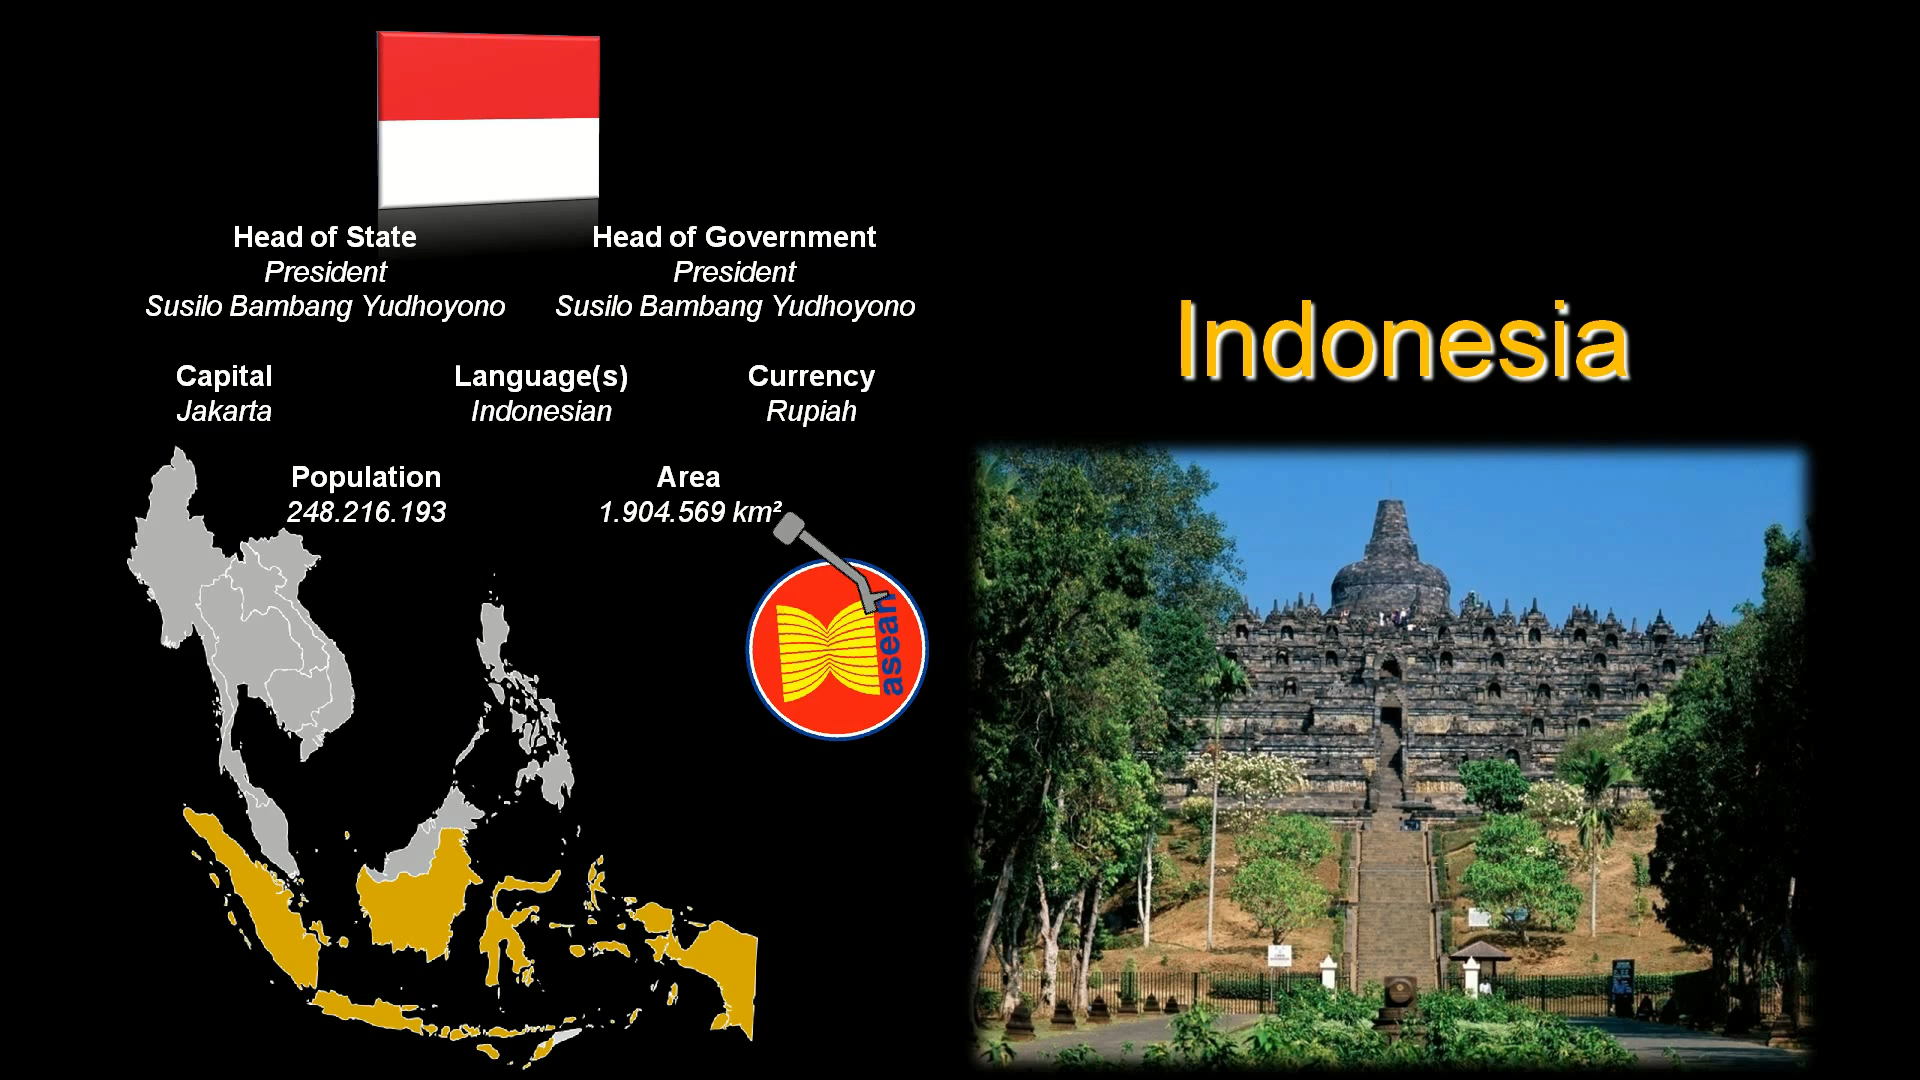 Head of State
President
Susilo Bambang Yudhoyono
Head of Government
President
Susilo Bambang Yudhoyono
Capital
Jakarta
Language(s)
Indonesian
Currency
Rupiah
Population
248.216.193
Area
1.904.569 km²
asean
Indonesia